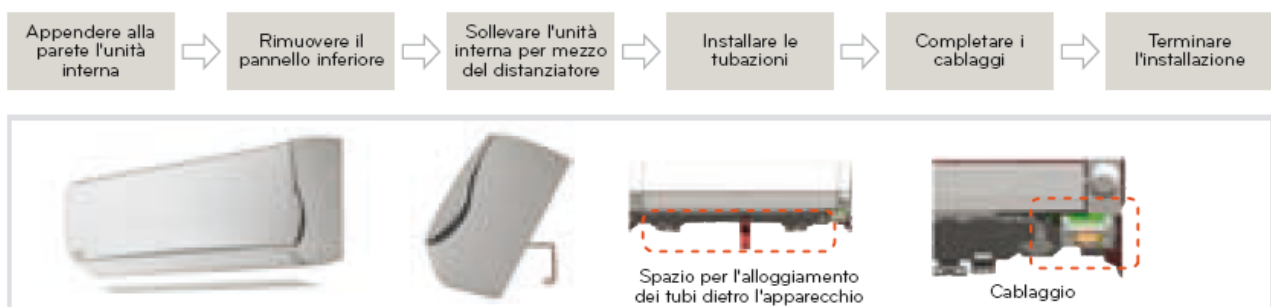 Appendere alla
parete l'unità
interna
Rimuovere il
pannello inferiore
Sollevare l'unità
interna per mezzo
del distanziatore
Installare le
tubazioni
Completare i
cablaggi
Terminare
l'installazione
Spazio per l'alloggiamento
dei tubi dietro l'apparecchio
Cablaggio